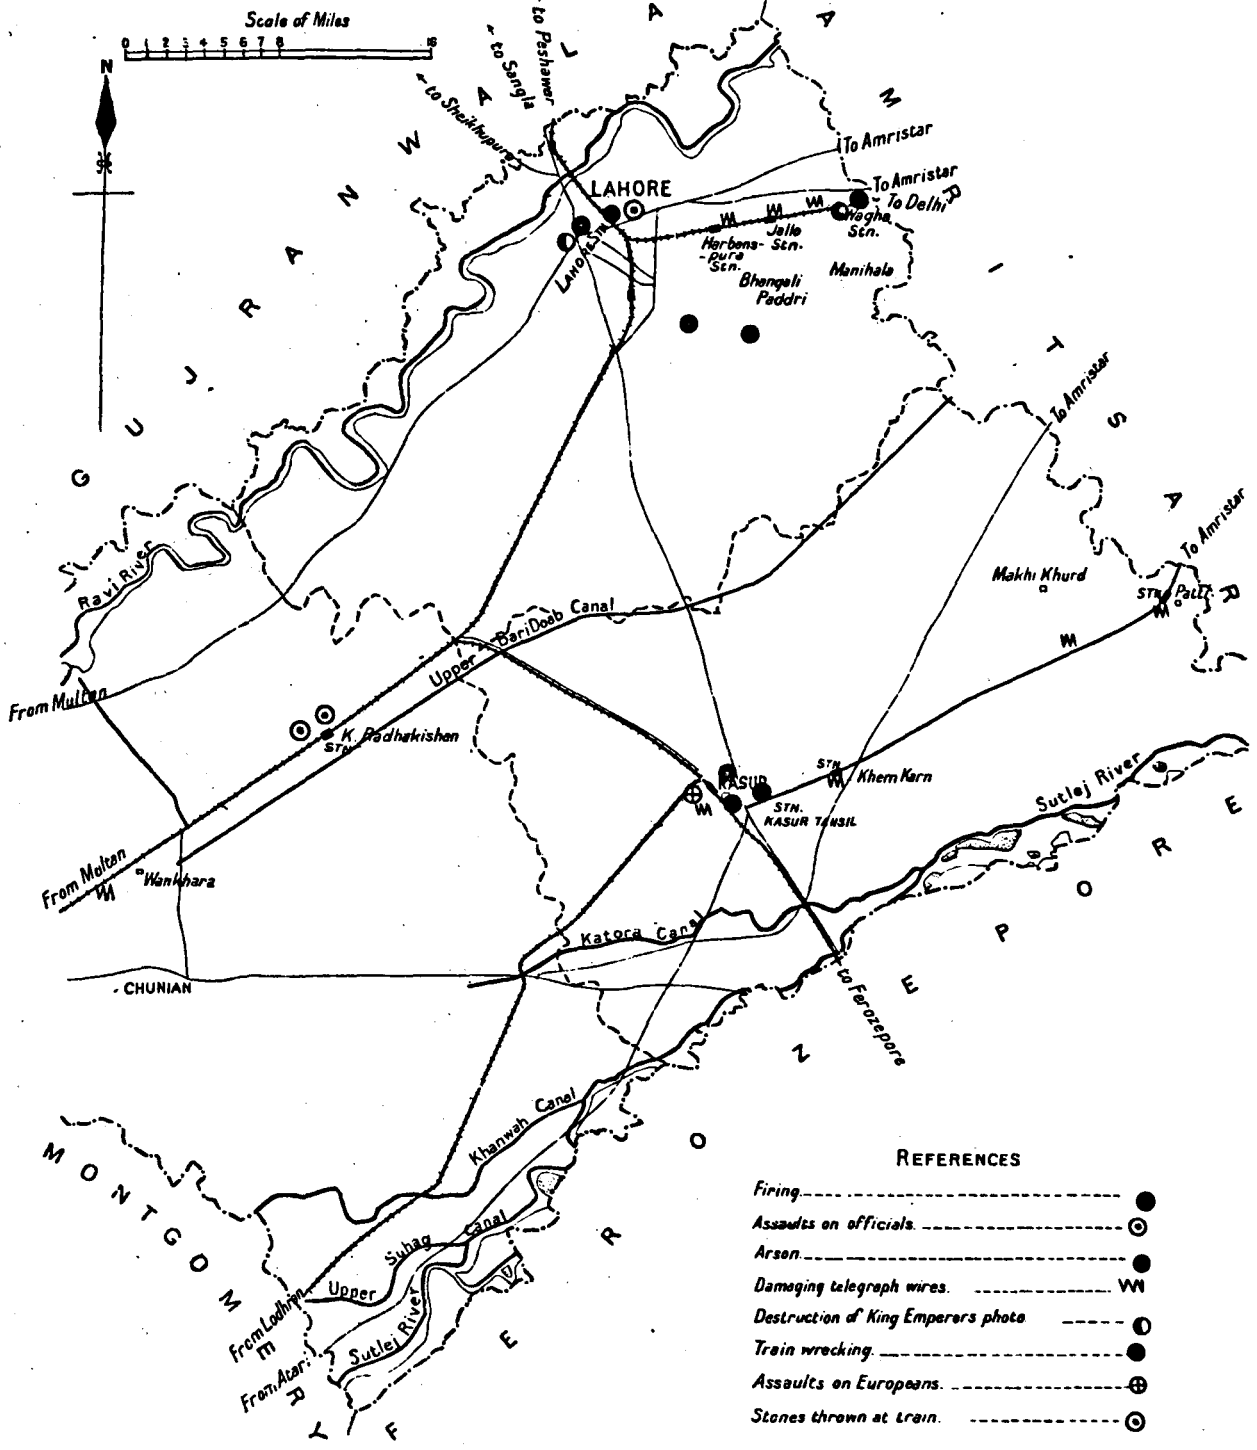 Scale of Miles
0 1 2 3 4 5 6 7 8 16
N
to Peshawar
to Sangla
to Sheikhupura
GUJRANWALA
AMRITSAR
To Amristar
To Amristar
To Delhi
LAHORE
LAHORE STN.
Wagha
Stn.
Jallo
Stn.
Harbans-
-pura
Stn.
Manihala
Bhangali
Paddri
To Amristar
To Amristar
Makhi Khurd
STN. Patti.
Ravi River
Upper Bari Doab Canal
From Multan
K. Radhakishan
STN.
STN.
Khem Karn
KASUR
STN.
KASUR TANSIL
Sutlej River
From Moltan
Wankhara
Katora Canal
CHUNIAN
to Ferozepore
FEROZEPORE
Khanwah Canal
MONTGOMERY
Upper Suhag Canal
Sutlej River
From Lodhran
From Atari
REFERENCES
Firing
Assaults on officials.
Arson
Damaging telegraph wires.
Destruction of King Emperers photo
Train wrecking.
Assaults on Europeans.
Stones thrown at train.